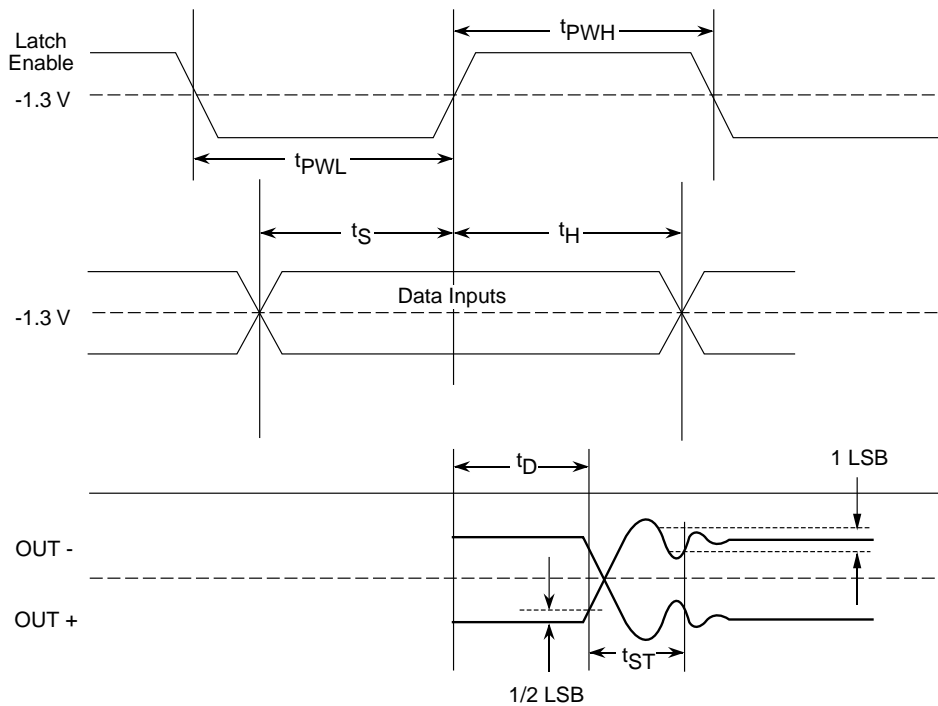 Latch
Enable
tPWH
-1.3 V
tPWL
tS
tH
Data Inputs
-1.3 V
tD
1 LSB
OUT -
OUT +
tST
1/2 LSB